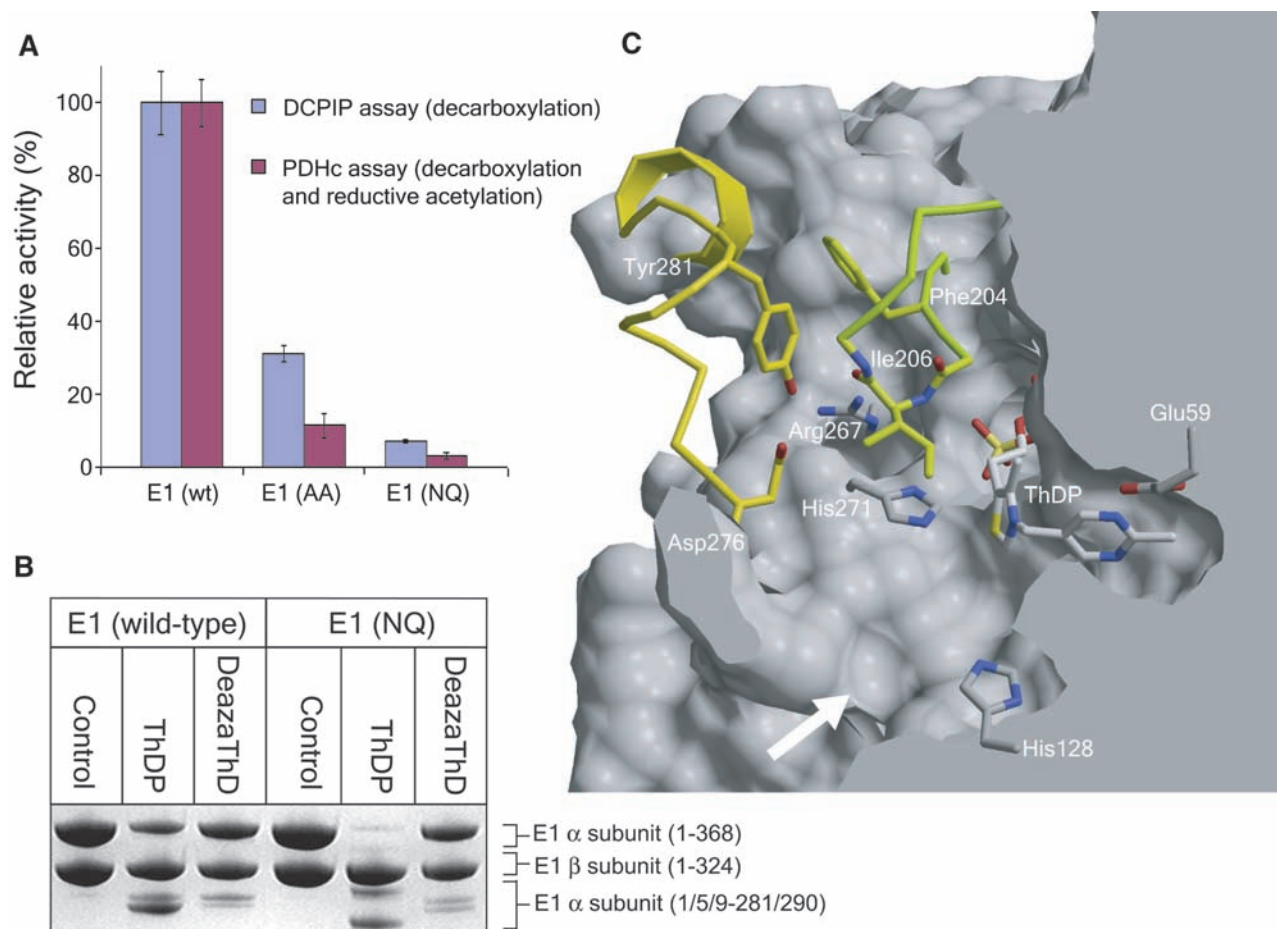 A
Relative activity (%)
100
80
60
40
20
0
DCPIP assay (decarboxylation)
PDHc assay (decarboxylation
and reductive acetylation)
E1 (wt)
E1 (AA)
E1 (NQ)
B
E1 (wild-type)
E1 (NQ)
Control
ThDP
DeazaThD
Control
ThDP
DeazaThD
E1 α subunit (1-368)
E1 β subunit (1-324)
E1 α subunit (1/5/9-281/290)
C
Tyr281
Phe204
Ile206
Arg267
Glu59
ThDP
His271
Asp276
His128